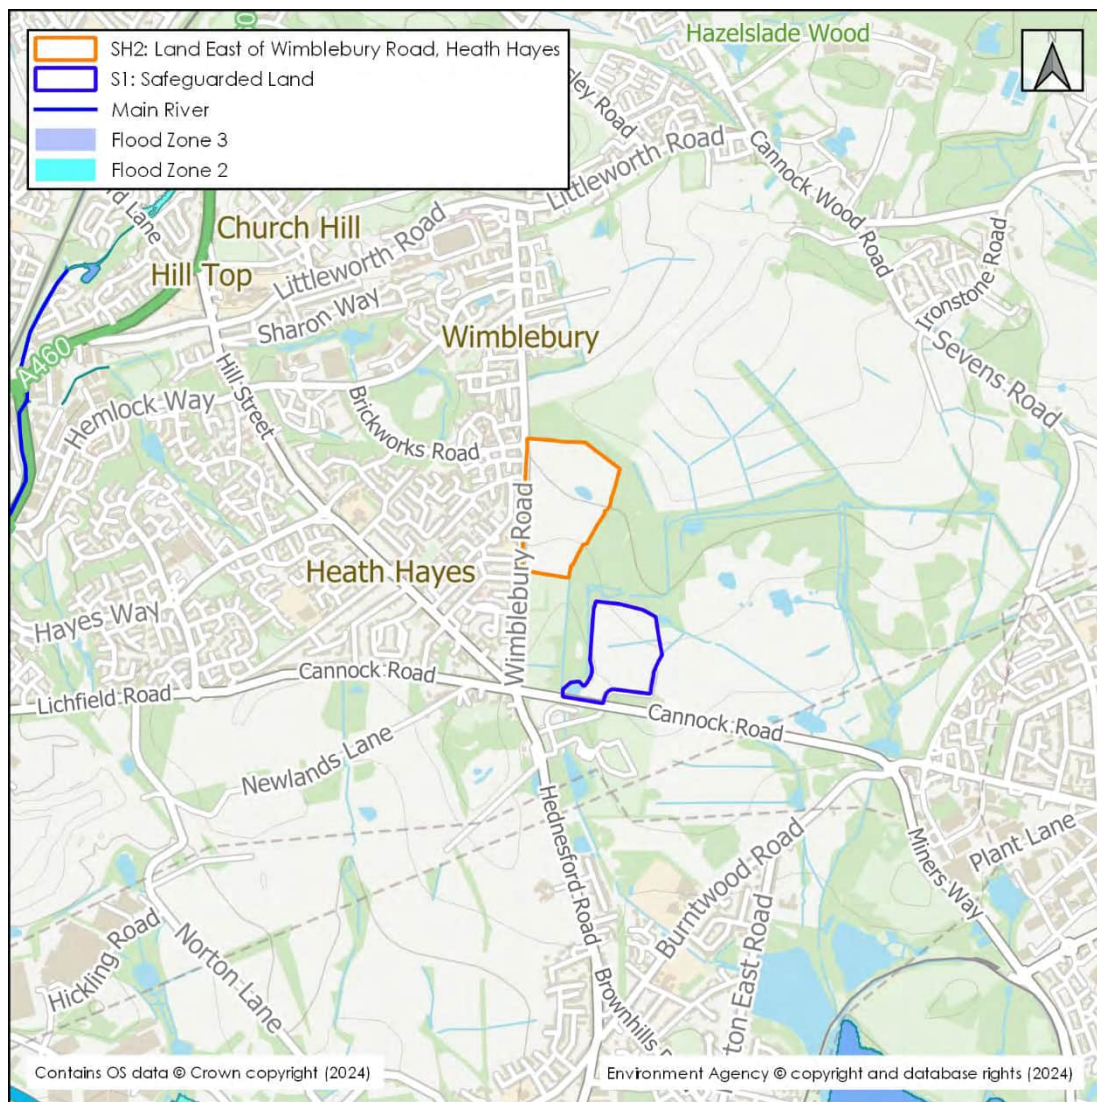 SH2: Land East of Wimblebury Road, Heath Hayes
S1: Safeguarded Land
Main River
Flood Zone 3
Flood Zone 2
Hazelslade Wood
N
Littleworth Road
Cannock Wood Road
Church Hill
Hill Top
Littleworth Road
Sharon Way
Ironstone Road
Sevens Road
Wimblebury
A460
Hill Street
Hemlock Way
Brickworks Road
Wimblebury Road
Heath Hayes
Hayes Way
Cannock Road
Lichfield Road
Cannock Road
Newlands Lane
Hednesford Road
Burntwood Road
Miners Way
Plant Lane
Hickling Road
Norton Lane
East Road
Brownhills
Contains OS data © Crown copyright (2024)
Environment Agency © copyright and database rights (2024)